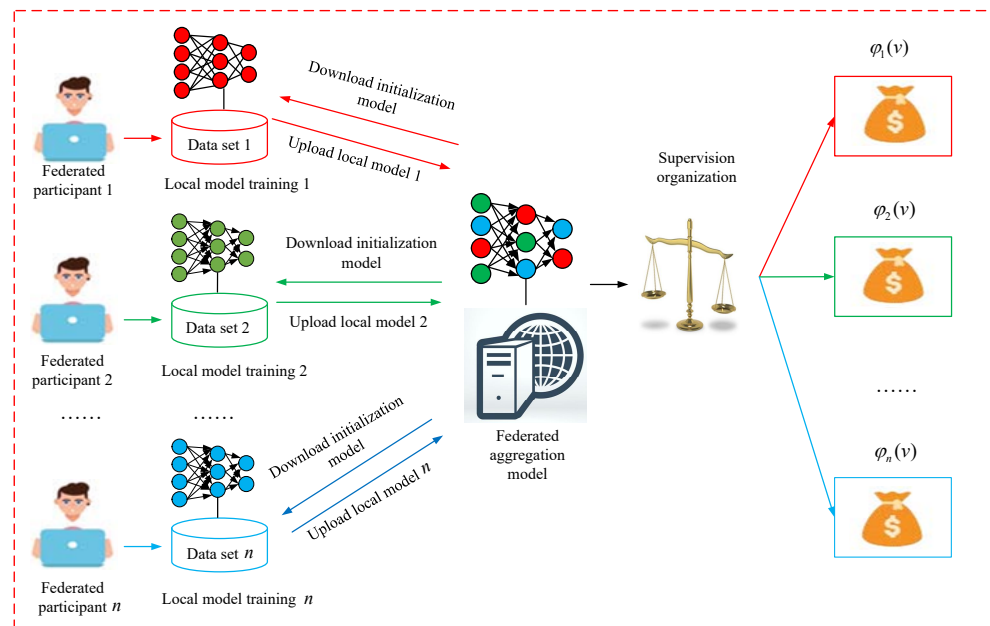 Federated
participant 1
Data set 1
Local model training 1
Download initialization
model
Upload local model 1
Federated
participant 2
Data set 2
Local model training 2
Download initialization
model
Upload local model 2
……
……
Federated
participant n
Data set n
Local model training n
Download initialization
model
Upload local model n
Federated
aggregation
model
Supervision
organization
φ₁(v)
$
φ₂(v)
$
……
φₙ(v)
$